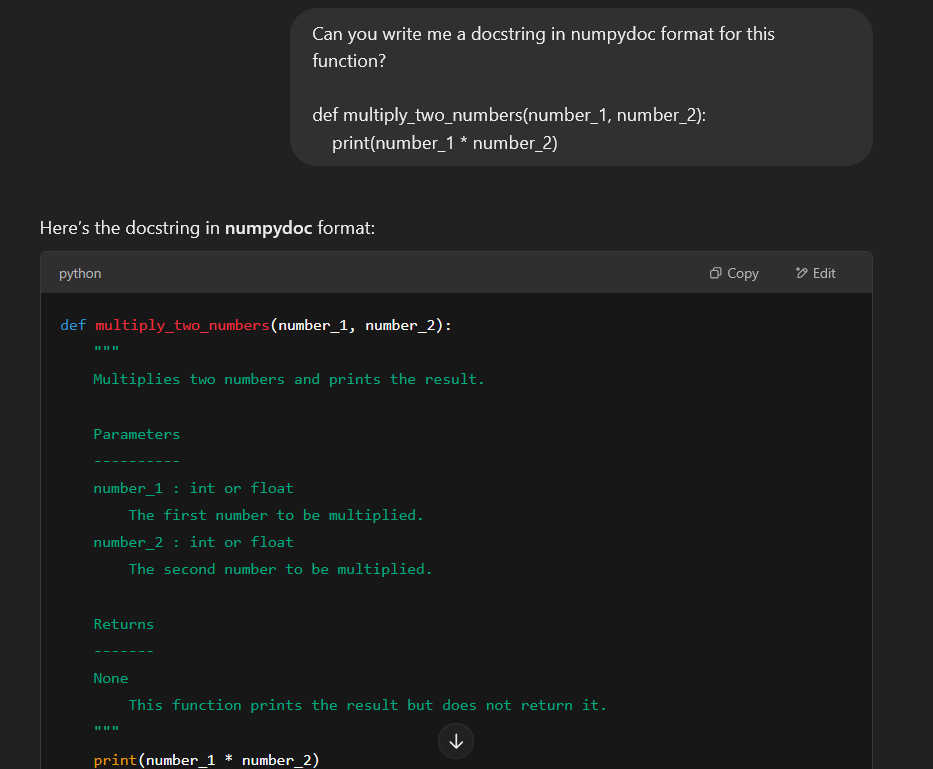 Can you write me a docstring in numpydoc format for this
function?
def multiply_two_numbers(number_1, number_2):
    print(number_1 * number_2)
Here's the docstring in numpydoc format:
python
Copy
Edit
def multiply_two_numbers(number_1, number_2):
    """
    Multiplies two numbers and prints the result.
    Parameters
    ----------
    number_1 : int or float
        The first number to be multiplied.
    number_2 : int or float
        The second number to be multiplied.
    Returns
    -------
    None
        This function prints the result but does not return it.
    """
    print(number_1 * number_2)